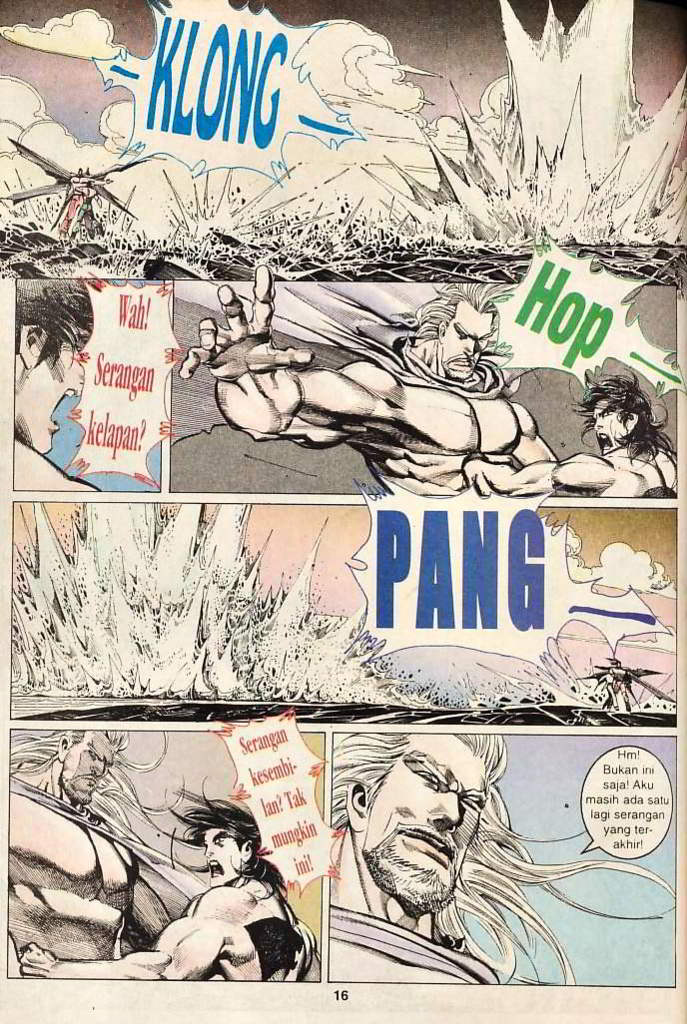 KLONG
Wah!
Serangan
kelapan?
Hop
PANG
Serangan
kesembi-
lan? Tak
mungkin
ini!
Hm!
Bukan ini
saja! Aku
masih ada satu
lagi serangan
yang ter-
akhir!
16